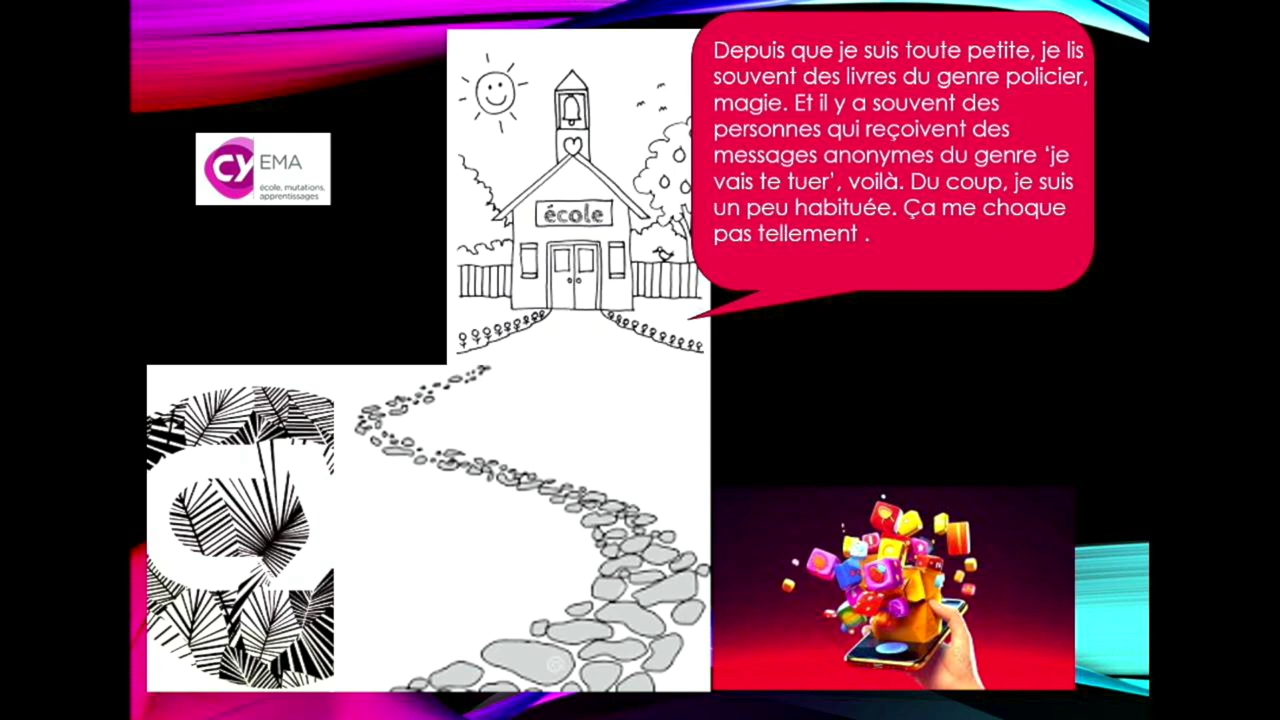 Depuis que je suis toute petite, je lis
souvent des livres du genre policier,
magie. Et il y a souvent des
personnes qui reçoivent des
messages anonymes du genre ‘je
vais te tuer’, voilà. Du coup, je suis
un peu habituée. Ça me choque
pas tellement .
CY EMA
école, mutations,
apprentissages
école